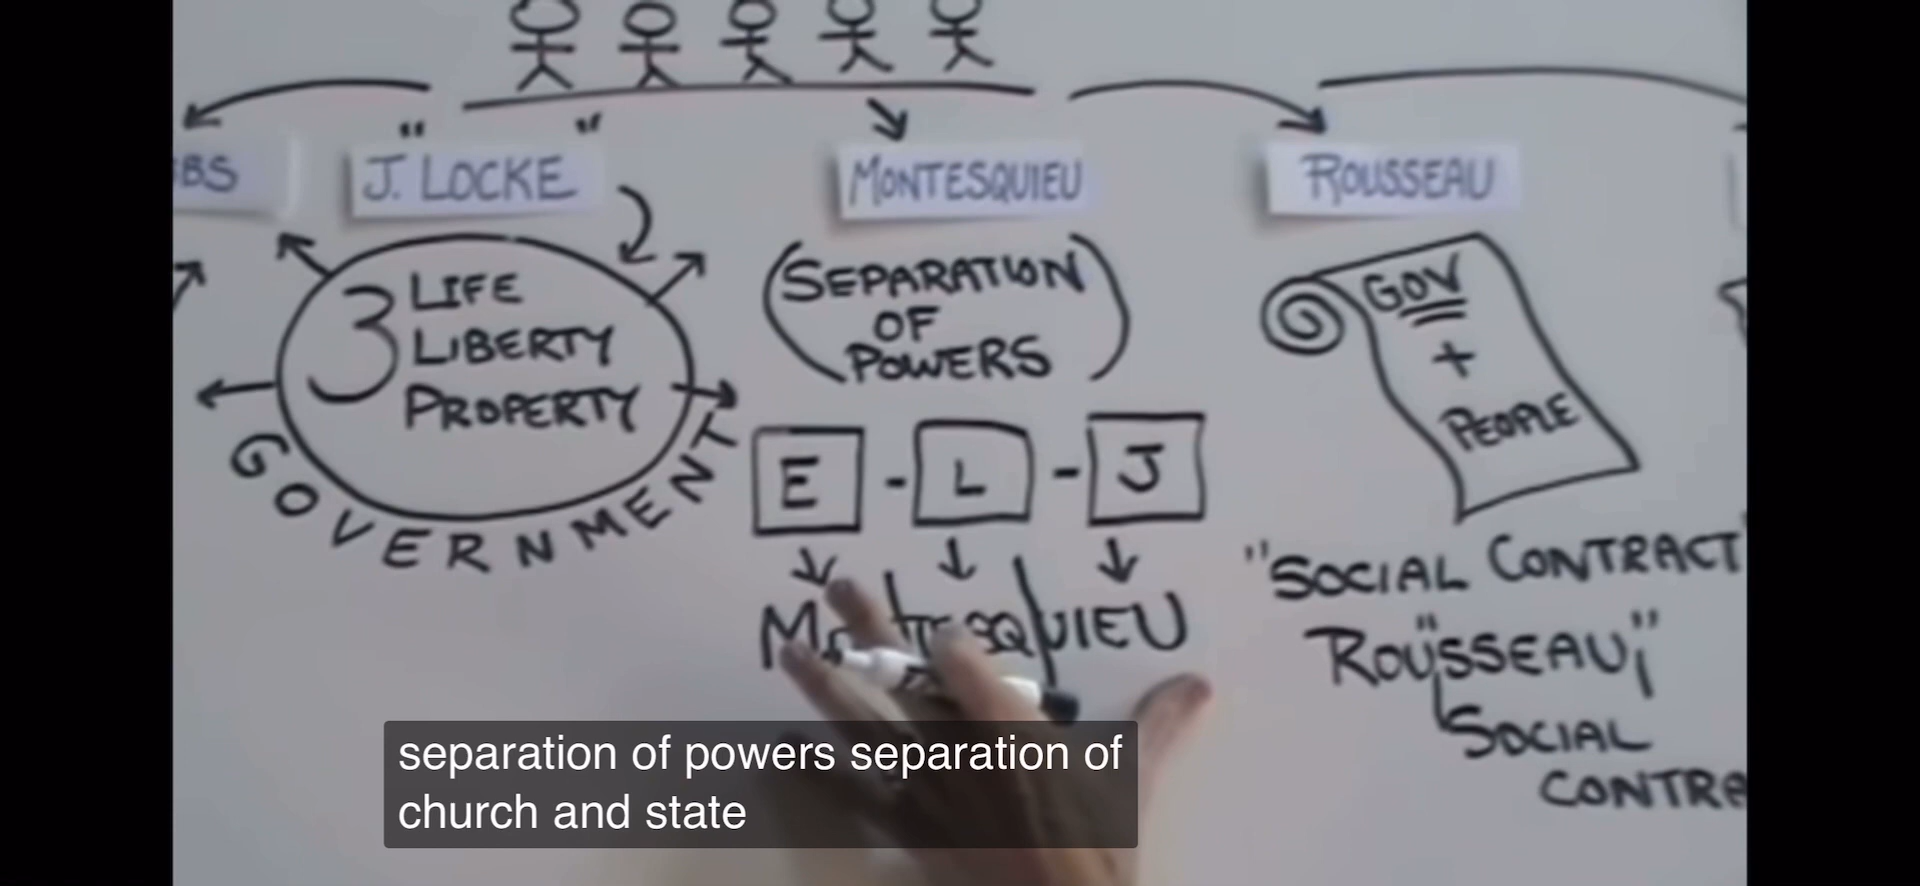 BBS
" J. LOCKE "
3 LIFE
LIBERTY
PROPERTY
GOVERNMENT
MONTESQUIEU
(SEPARATION
OF
POWERS)
E - L - J
ROUSSEAU
GOV
+
PEOPLE
"SOCIAL CONTRACT"
"ROUSSEAU"
SOCIAL
CONTRA
separation of powers separation of
church and state